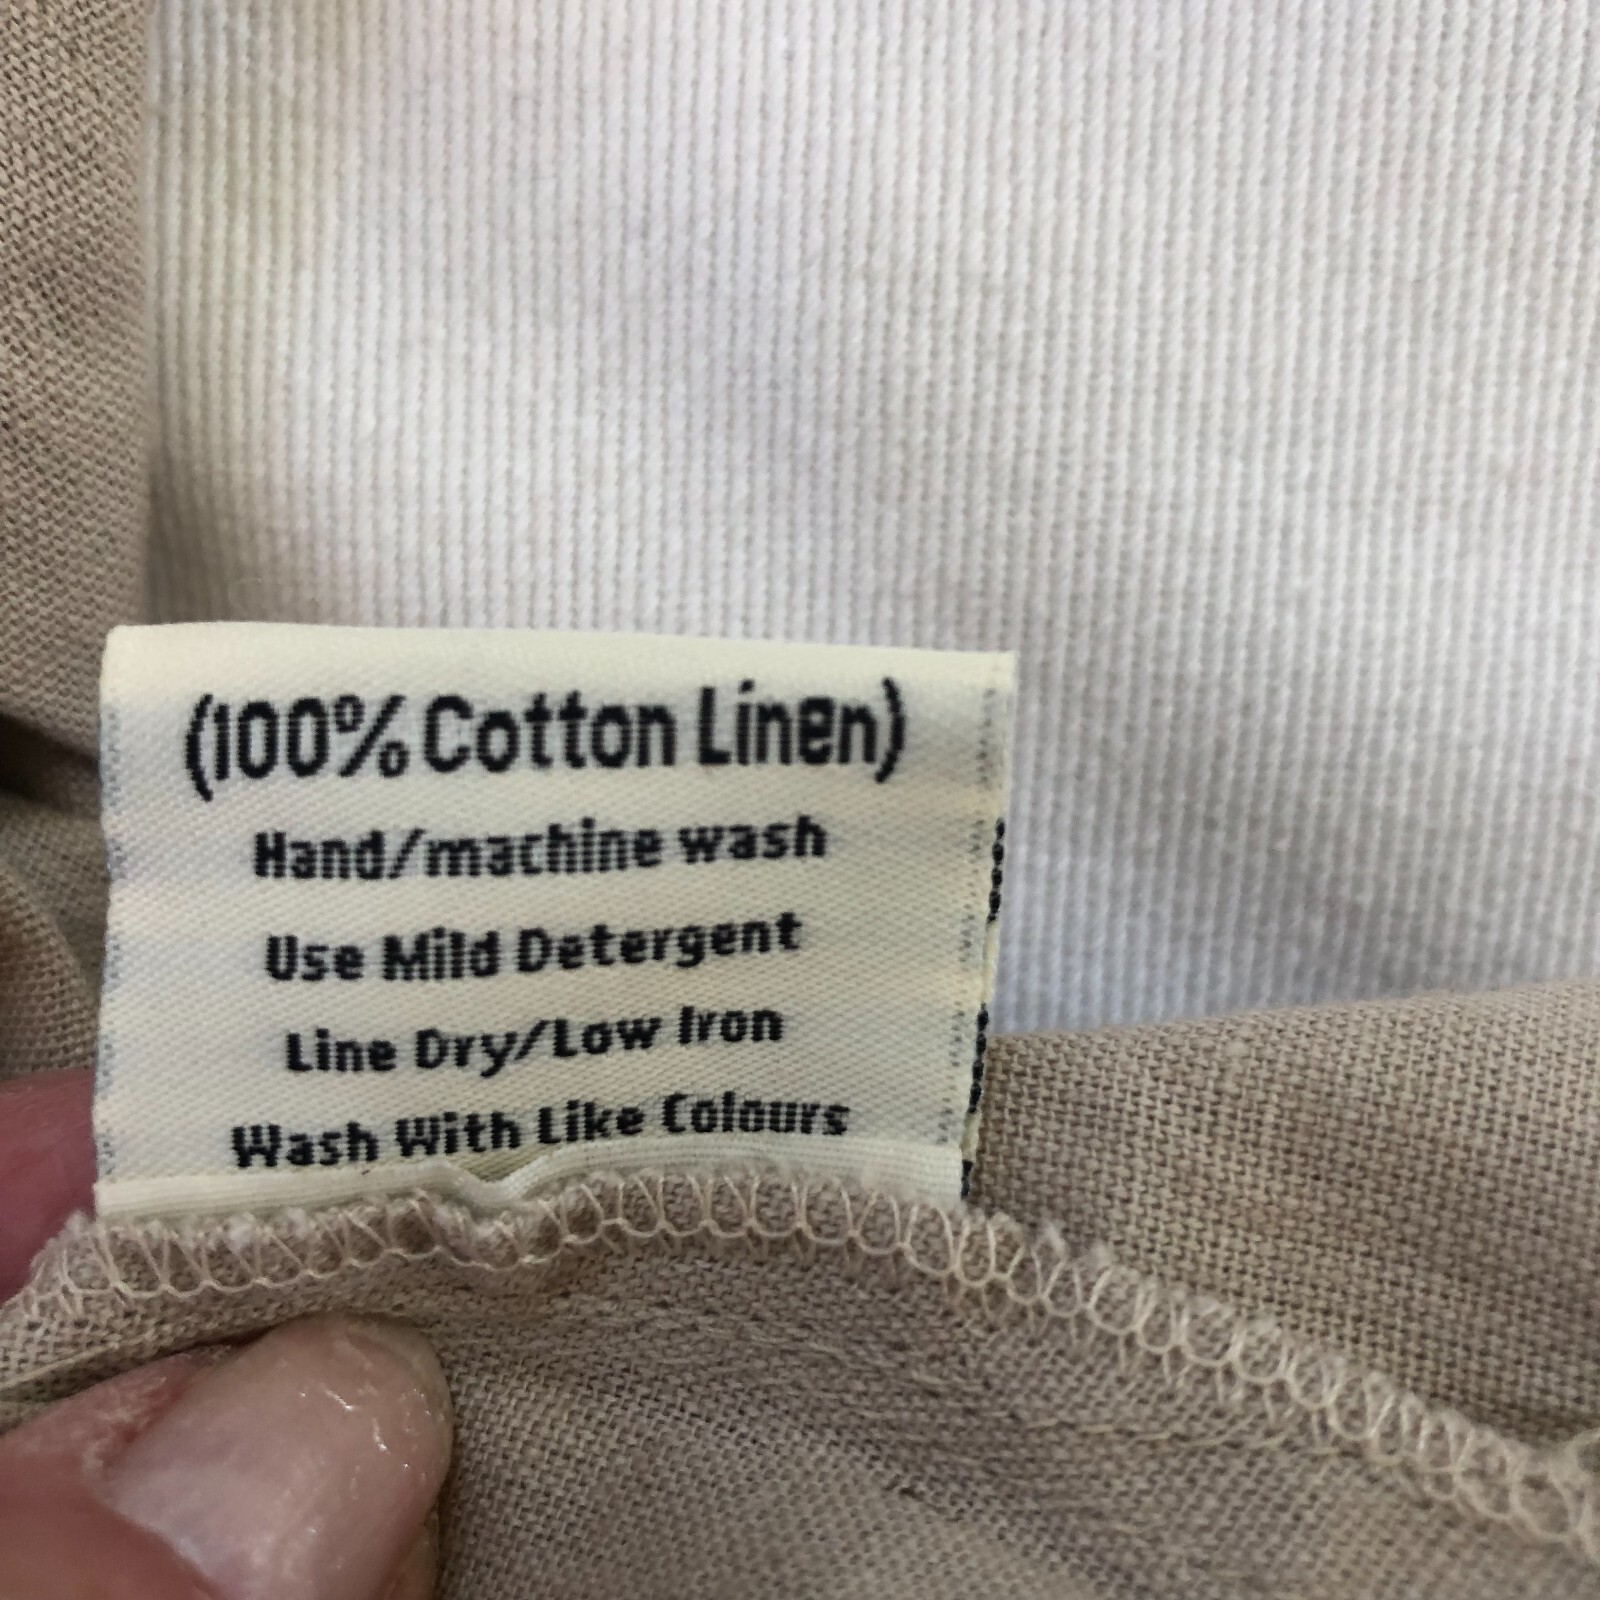 (100% Cotton Linen)
Hand/machine wash
Use Mild Detergent
Line Dry/Low Iron
Wash With Like Colours